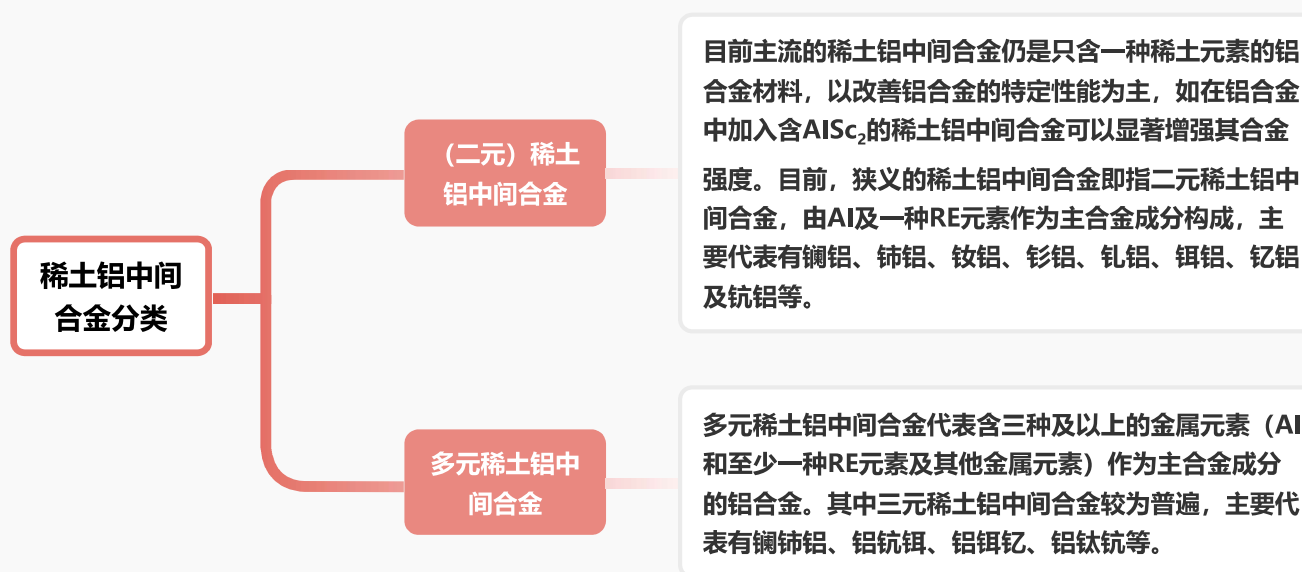 目前主流的稀土铝中间合金仍是只含一种稀土元素的铝
合金材料，以改善铝合金的特定性能为主，如在铝合金
中加入含AlSc₂的稀土铝中间合金可以显著增强其合金
强度。目前，狭义的稀土铝中间合金即指二元稀土铝中
间合金，由Al及一种RE元素作为主合金成分构成，主
要代表有镧铝、铈铝、钕铝、钐铝、钆铝、铒铝、钇铝
及钪铝等。
（二元）稀土
铝中间合金
稀土铝中间
合金分类
多元稀土铝中
间合金
多元稀土铝中间合金代表含三种及以上的金属元素（Al
和至少一种RE元素及其他金属元素）作为主合金成分
的铝合金。其中三元稀土铝中间合金较为普遍，主要代
表有镧铈铝、铝钪铒、铝铒钇、铝钛钪等。